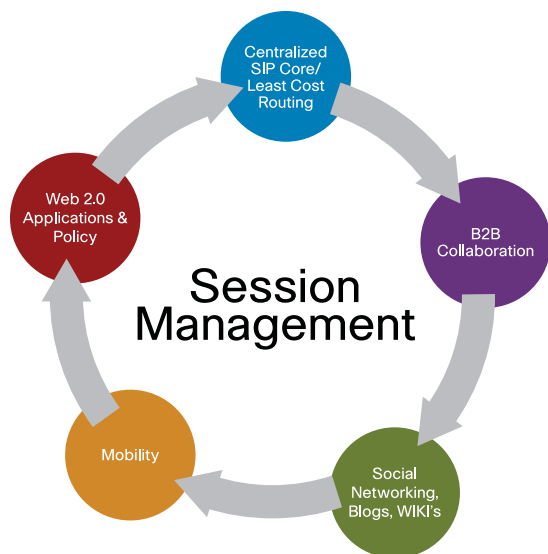 Centralized
SIP Core/
Least Cost
Routing
B2B
Collaboration
Social
Networking,
Blogs, WIKI's
Mobility
Web 2.0
Applications &
Policy
Session
Management